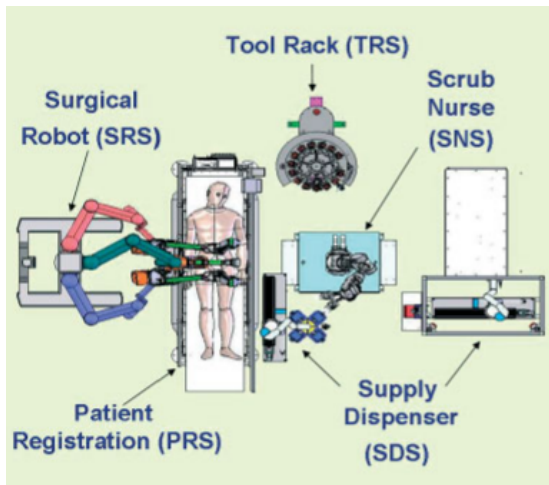 Tool Rack (TRS)
Surgical
Robot (SRS)
Scrub
Nurse
(SNS)
Patient
Registration (PRS)
Supply
Dispenser
(SDS)